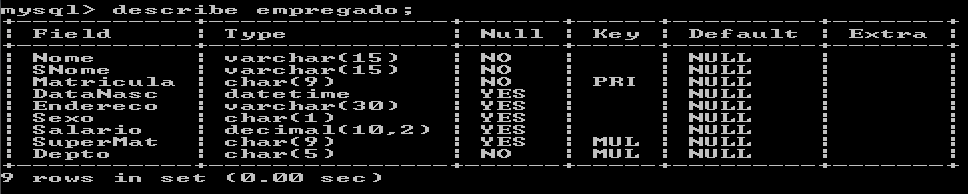 mysql> describe empregado;
| Field | Type | Null | Key | Default | Extra |
| Nome | varchar(15) | NO | | NULL | |
| SNome | varchar(15) | NO | | NULL | |
| Matricula | char(9) | NO | PRI | NULL | |
| DataNasc | datetime | YES | | NULL | |
| Endereco | varchar(30) | YES | | NULL | |
| Sexo | char(1) | YES | | NULL | |
| Salario | decimal(10,2) | YES | | NULL | |
| SuperMat | char(9) | YES | MUL | NULL | |
| Depto | char(5) | NO | MUL | NULL | |
9 rows in set (0.00 sec)